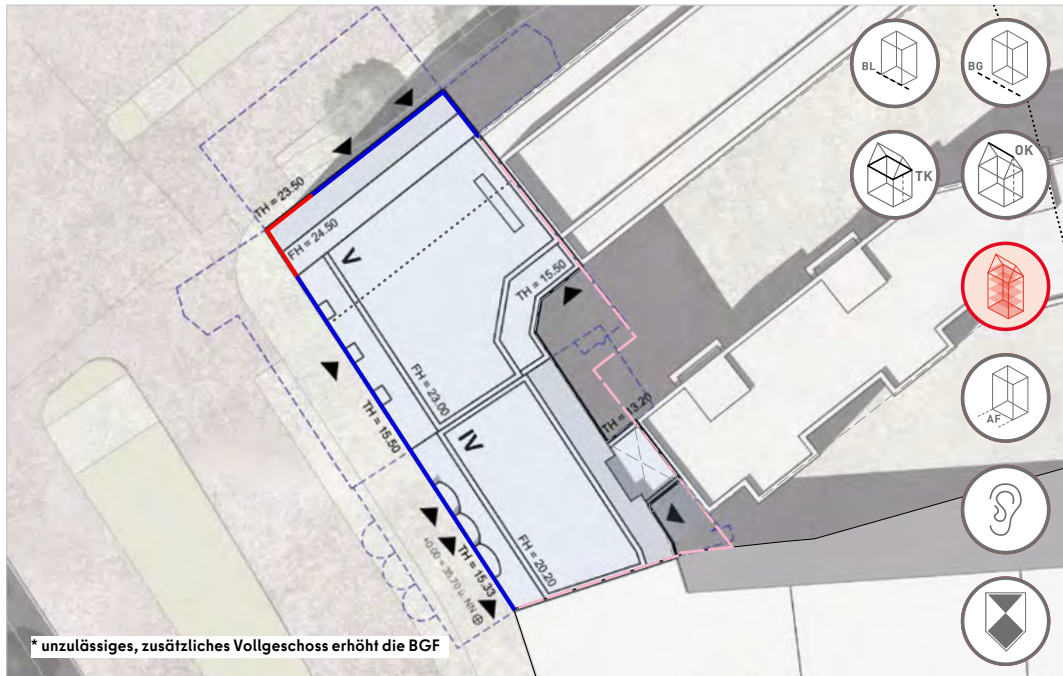 BL
BG
TK
OK
TH = 23.50
FH = 24.50
V
TH = 15.50
FH = 23.00
TH = 15.50
TH = 13.20
IV
AF
FH = 20.20
TH = 15.33
±0.00 = 35.70 ü. NN
* unzulässiges, zusätzliches Vollgeschoss erhöht die BGF